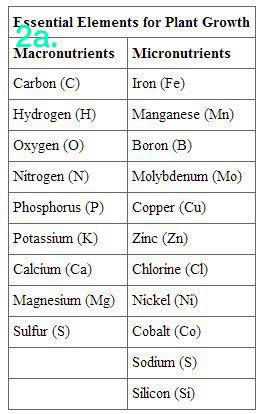 Essential Elements for Plant Growth
2a.
Macronutrients Micronutrients
Carbon (C) Iron (Fe)
Hydrogen (H) Manganese (Mn)
Oxygen (O) Boron (B)
Nitrogen (N) Molybdenum (Mo)
Phosphorus (P) Copper (Cu)
Potassium (K) Zinc (Zn)
Calcium (Ca) Chlorine (Cl)
Magnesium (Mg) Nickel (Ni)
Sulfur (S) Cobalt (Co)
Sodium (S)
Silicon (Si)